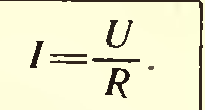 I = U/R.